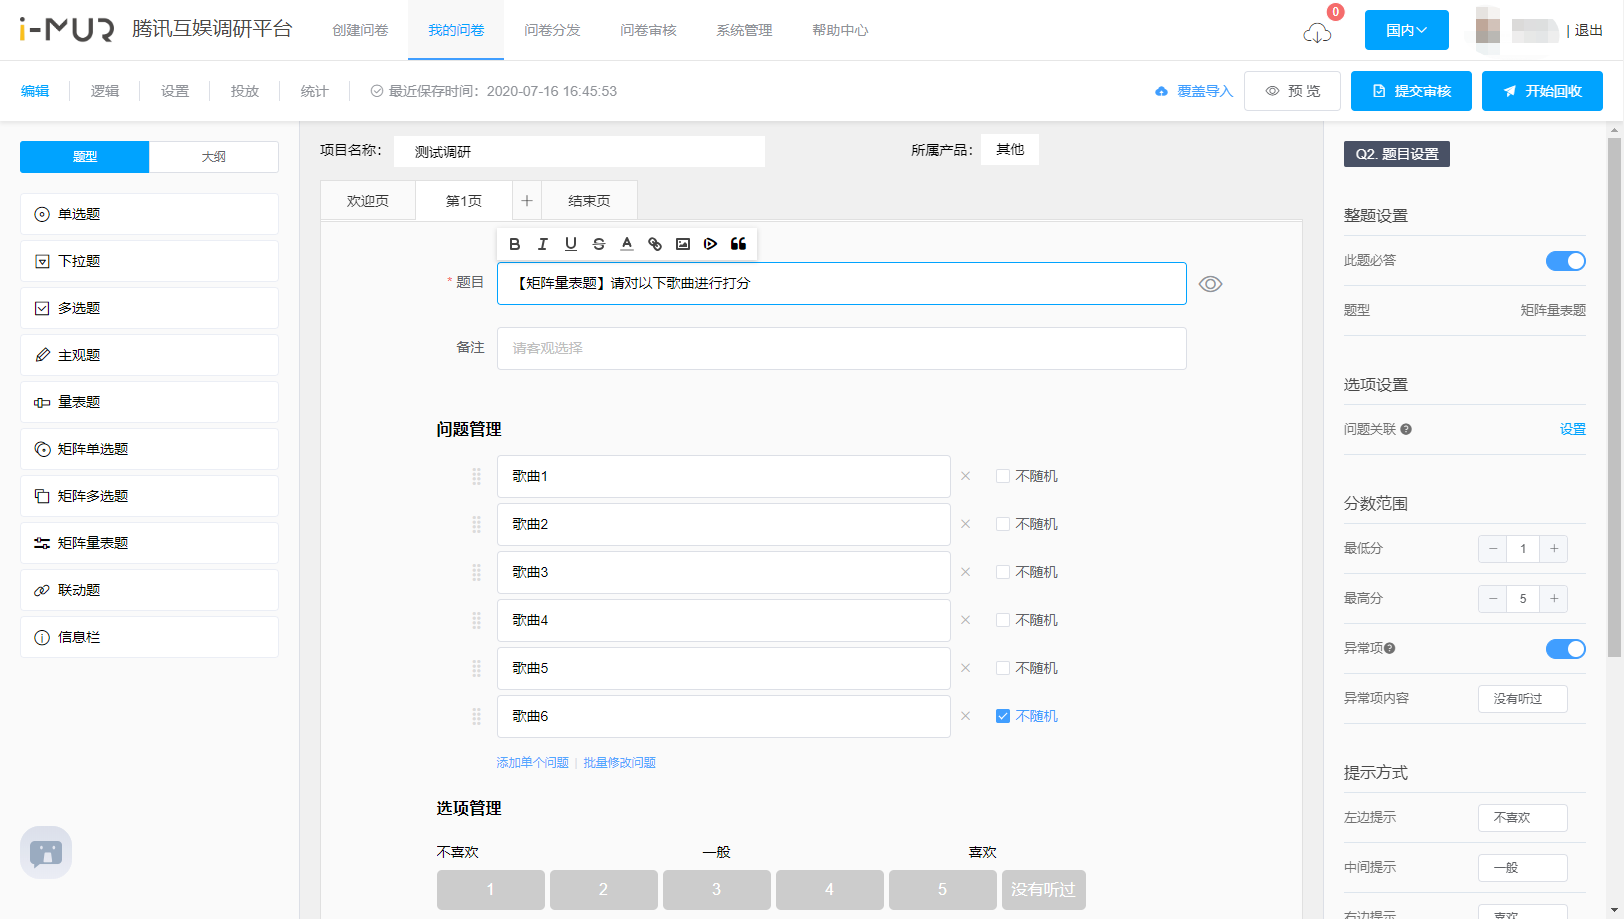 i-MUR 腾讯互娱调研平台 创建问卷 我的问卷 问卷分发 问卷审核 系统管理 帮助中心 0 国内 | 退出
编辑 逻辑 设置 投放 统计 最近保存时间：2020-07-16 16:45:53 覆盖导入 预 览 提交审核 开始回收
题型 大纲
单选题
下拉题
多选题
主观题
量表题
矩阵单选题
矩阵多选题
矩阵量表题
联动题
信息栏
项目名称： 测试调研 所属产品： 其他
欢迎页 第1页 + 结束页
B I U S A
* 题目 【矩阵量表题】请对以下歌曲进行打分
备注 请客观选择
问题管理
歌曲1 × 不随机
歌曲2 × 不随机
歌曲3 × 不随机
歌曲4 × 不随机
歌曲5 × 不随机
歌曲6 × 不随机
添加单个问题 | 批量修改问题
选项管理
不喜欢 一般 喜欢
1 2 3 4 5 没有听过
Q2. 题目设置
整题设置
此题必答
题型 矩阵量表题
选项设置
问题关联 ? 设置
分数范围
最低分 − 1 +
最高分 − 5 +
异常项 ?
异常项内容 没有听过
提示方式
左边提示 不喜欢
中间提示 一般
右边提示 喜欢